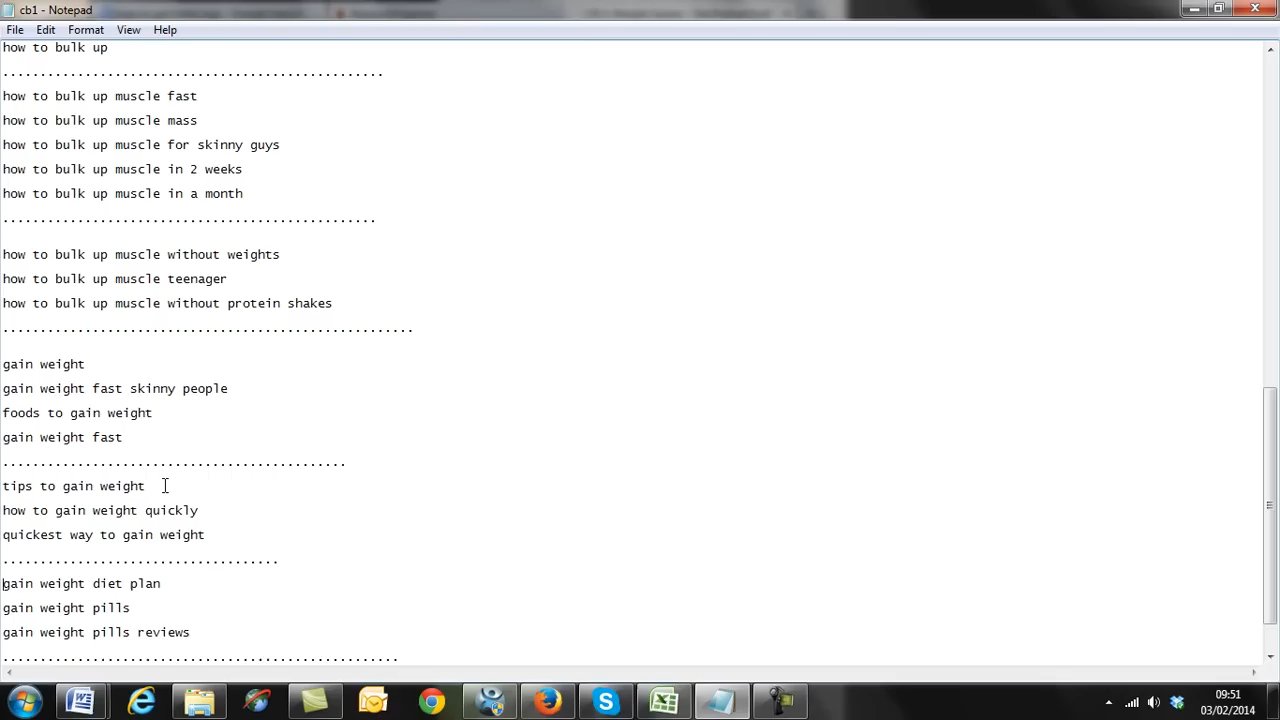 cb1 - Notepad
File Edit Format View Help
how to bulk up
...................................................
how to bulk up muscle fast
how to bulk up muscle mass
how to bulk up muscle for skinny guys
how to bulk up muscle in 2 weeks
how to bulk up muscle in a month
..................................................
how to bulk up muscle without weights
how to bulk up muscle teenager
how to bulk up muscle without protein shakes
.......................................................
gain weight
gain weight fast skinny people
foods to gain weight
gain weight fast
..............................................
tips to gain weight
how to gain weight quickly
quickest way to gain weight
.....................................
gain weight diet plan
gain weight pills
gain weight pills reviews
.....................................................
09:51
03/02/2014